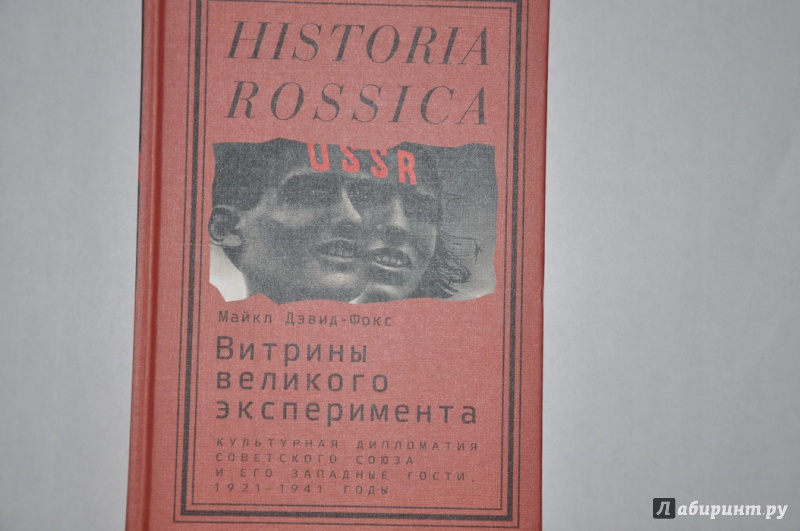 HISTORIA
ROSSICA
USSR
Майкл Дэвид-Фокс
Витрины
великого
эксперимента
КУЛЬТУРНАЯ ДИПЛОМАТИЯ
СОВЕТСКОГО СОЮЗА
И ЕГО ЗАПАДНЫЕ ГОСТИ,
1921–1941 ГОДЫ
Лабиринт.ру